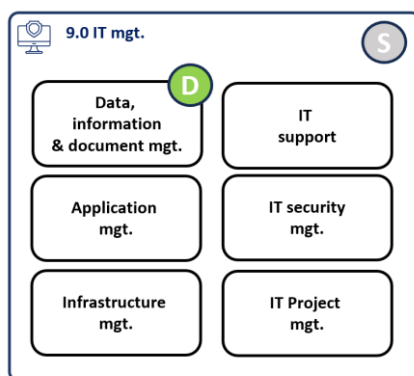 9.0 IT mgt.
S
D
Data,
information
& document mgt.
IT
support
Application
mgt.
IT security
mgt.
Infrastructure
mgt.
IT Project
mgt.